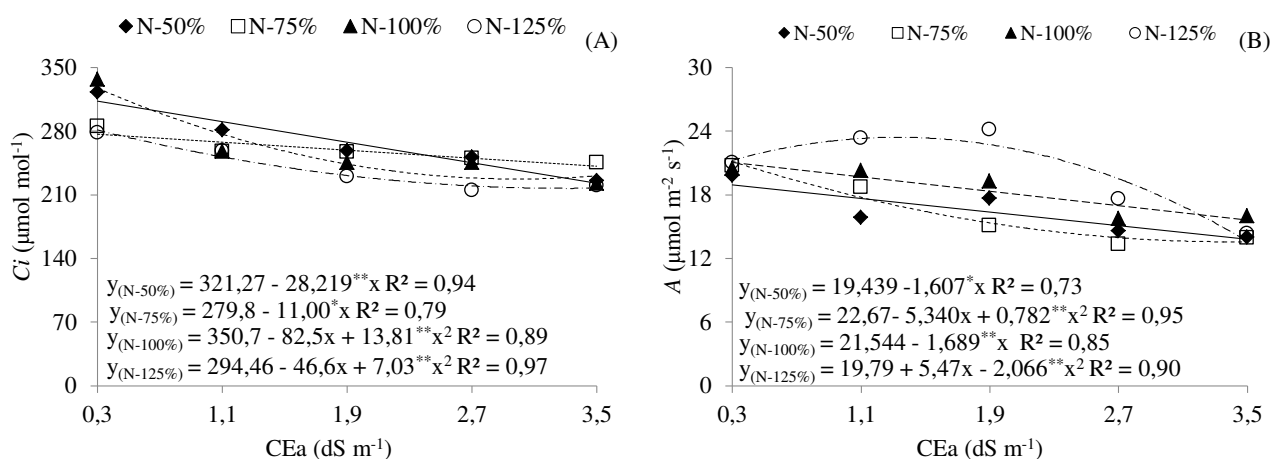 ◆ N-50% □ N-75% ▲ N-100% ○ N-125%
(A)
Ci (µmol mol⁻¹)
350
280
210
140
70
0
y(N-50%) = 321,27 - 28,219**x R² = 0,94
y(N-75%) = 279,8 - 11,00*x R² = 0,79
y(N-100%) = 350,7 - 82,5x + 13,81**x² R² = 0,89
y(N-125%) = 294,46 - 46,6x + 7,03**x² R² = 0,97
0,3 1,1 1,9 2,7 3,5
CEa (dS m⁻¹)
◆ N-50% □ N-75% ▲ N-100% ○ N-125%
(B)
A (µmol m⁻² s⁻¹)
30
24
18
12
6
0
y(N-50%) = 19,439 -1,607*x R² = 0,73
y(N-75%) = 22,67- 5,340x + 0,782**x² R² = 0,95
y(N-100%) = 21,544 - 1,689**x R² = 0,85
y(N-125%) = 19,79 + 5,47x - 2,066**x² R² = 0,90
0,3 1,1 1,9 2,7 3,5
CEa (dS m⁻¹)